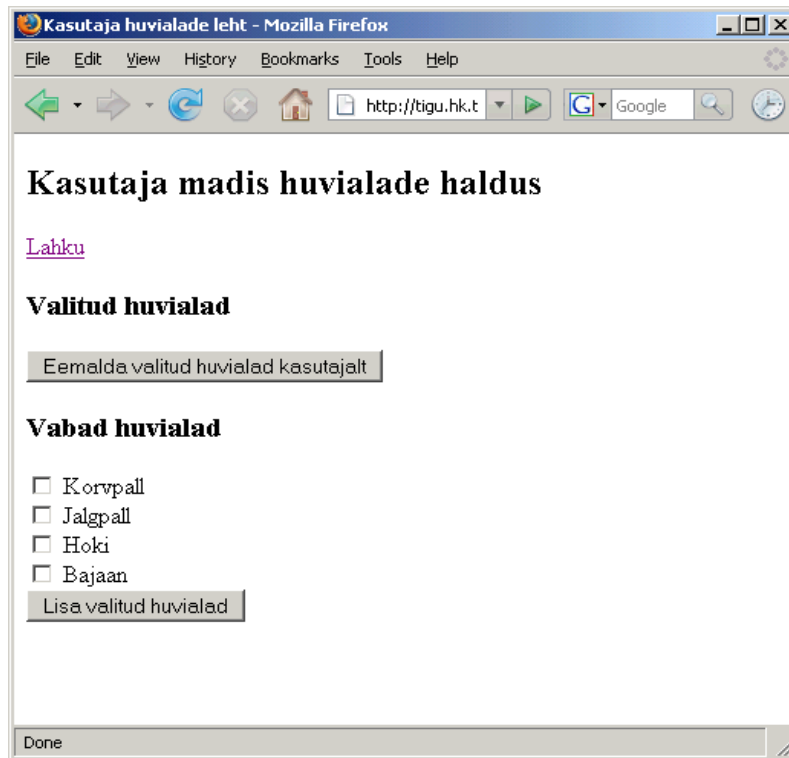 Kasutaja huvialade leht - Mozilla Firefox
File Edit View History Bookmarks Tools Help
http://tigu.hk.t G Google
Kasutaja madis huvialade haldus
Lahku
Valitud huvialad
Eemalda valitud huvialad kasutajalt
Vabad huvialad
Korvpall
Jalgpall
Hoki
Bajaan
Lisa valitud huvialad
Done